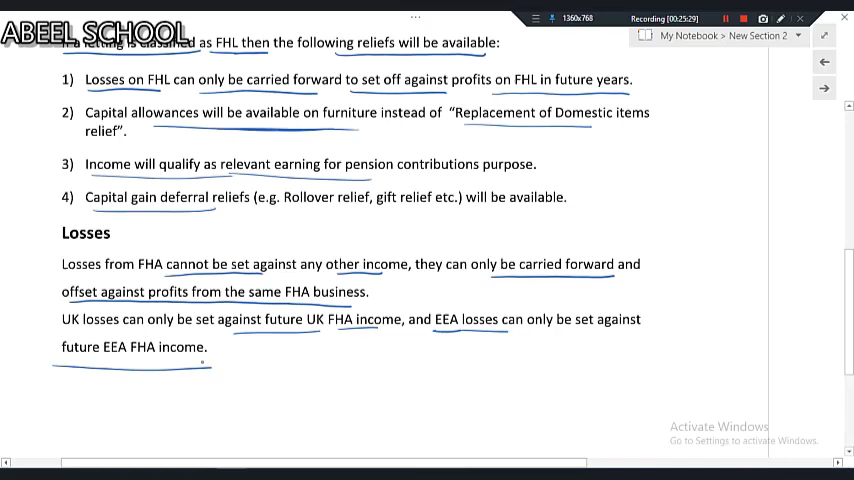 1360x768
Recording [00:25:29]
ABEEL SCHOOL
My Notebook > New Section 2
If a letting is classified as FHL then the following reliefs will be available:
1) Losses on FHL can only be carried forward to set off against profits on FHL in future years.
2) Capital allowances will be available on furniture instead of "Replacement of Domestic items
relief".
3) Income will qualify as relevant earning for pension contributions purpose.
4) Capital gain deferral reliefs (e.g. Rollover relief, gift relief etc.) will be available.
Losses
Losses from FHA cannot be set against any other income, they can only be carried forward and
offset against profits from the same FHA business.
UK losses can only be set against future UK FHA income, and EEA losses can only be set against
future EEA FHA income.
Activate Windows
Go to Settings to activate Windows.